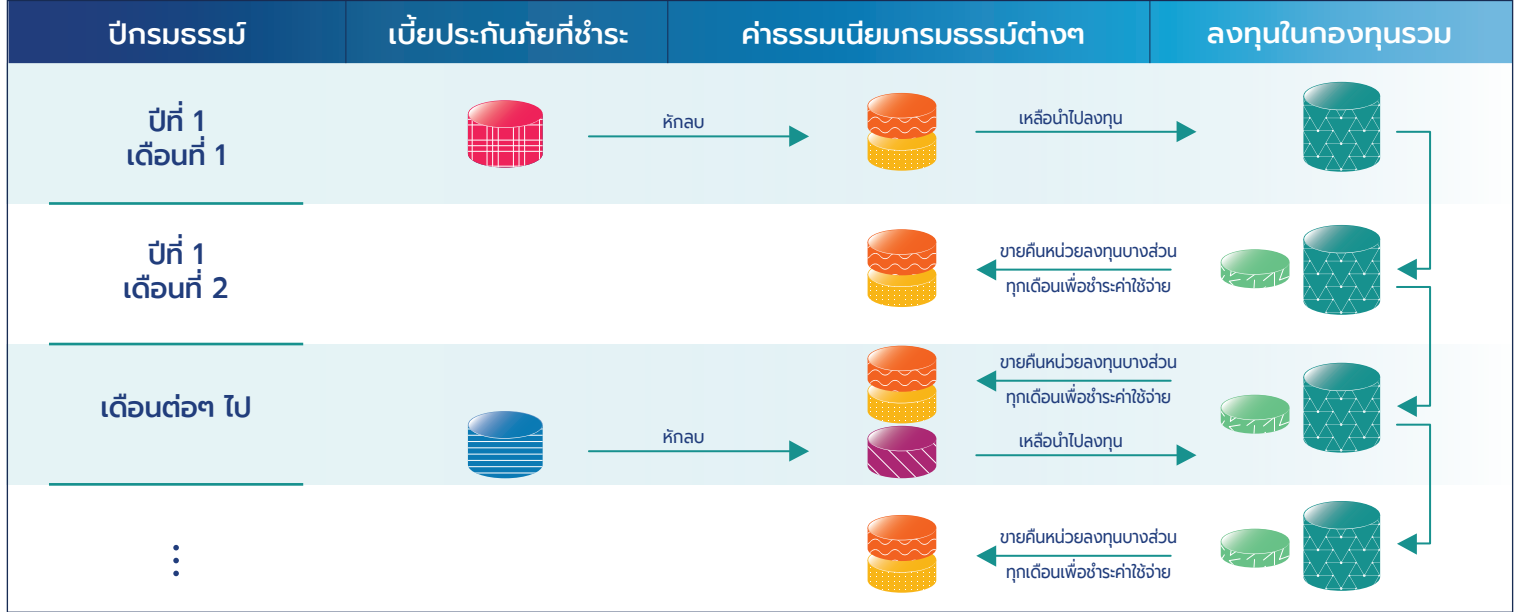 ปีกรมธรรม์
เบี้ยประกันภัยที่ชำระ
ค่าธรรมเนียมกรมธรรม์ต่างๆ
ลงทุนในกองทุนรวม
ปีที่ 1
เดือนที่ 1
หักลบ
เหลือนำไปลงทุน
ปีที่ 1
เดือนที่ 2
ขายคืนหน่วยลงทุนบางส่วน
ทุกเดือนเพื่อชำระค่าใช้จ่าย
เดือนต่อๆ ไป
ขายคืนหน่วยลงทุนบางส่วน
ทุกเดือนเพื่อชำระค่าใช้จ่าย
หักลบ
เหลือนำไปลงทุน
ขายคืนหน่วยลงทุนบางส่วน
ทุกเดือนเพื่อชำระค่าใช้จ่าย